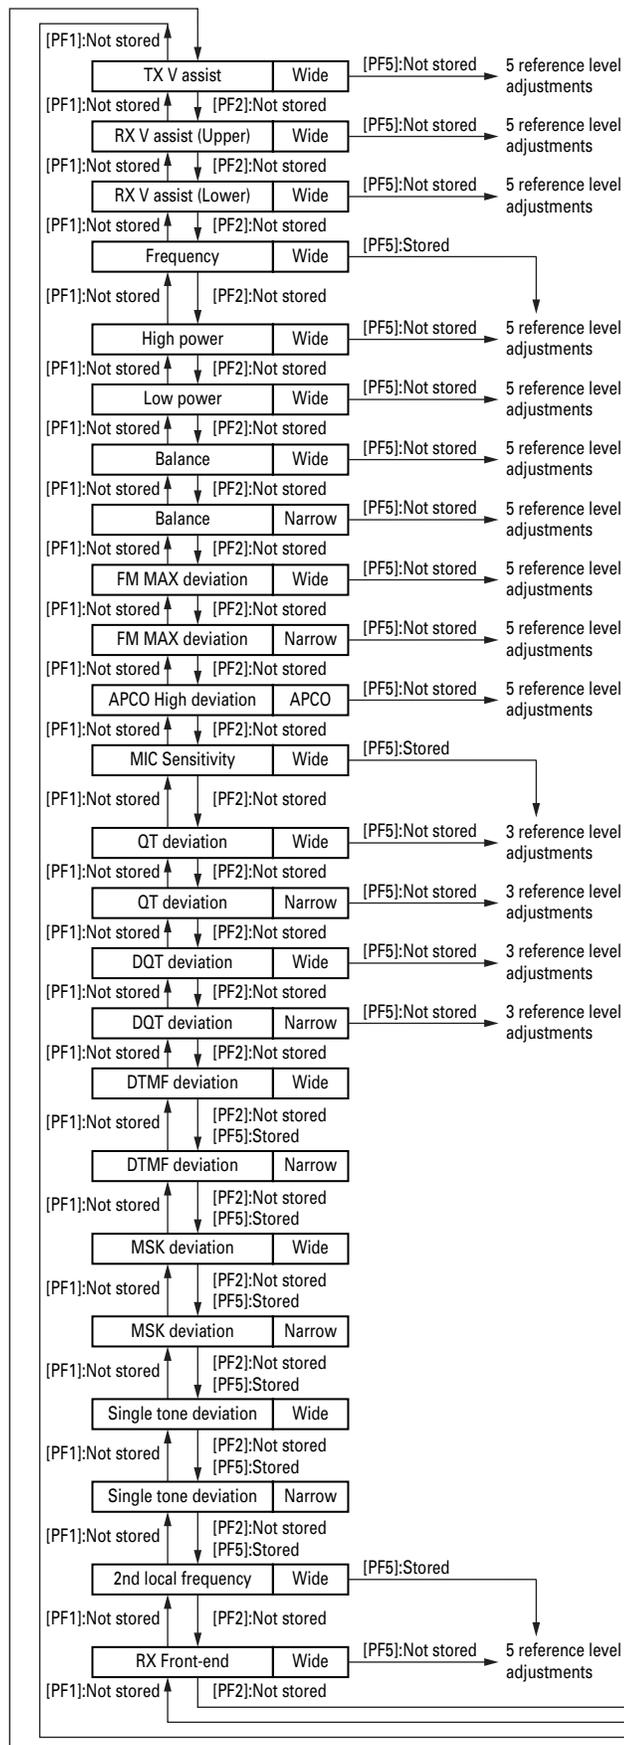 [PF1]:Not stored
TX V assist Wide [PF5]:Not stored 5 reference level
adjustments
[PF1]:Not stored [PF2]:Not stored
RX V assist (Upper) Wide [PF5]:Not stored 5 reference level
adjustments
[PF1]:Not stored [PF2]:Not stored
RX V assist (Lower) Wide [PF5]:Not stored 5 reference level
adjustments
[PF1]:Not stored [PF2]:Not stored
Frequency Wide [PF5]:Stored
[PF1]:Not stored [PF2]:Not stored
High power Wide [PF5]:Not stored 5 reference level
adjustments
[PF1]:Not stored [PF2]:Not stored
Low power Wide [PF5]:Not stored 5 reference level
adjustments
[PF1]:Not stored [PF2]:Not stored
Balance Wide [PF5]:Not stored 5 reference level
adjustments
[PF1]:Not stored [PF2]:Not stored
Balance Narrow [PF5]:Not stored 5 reference level
adjustments
[PF1]:Not stored [PF2]:Not stored
FM MAX deviation Wide [PF5]:Not stored 5 reference level
adjustments
[PF1]:Not stored [PF2]:Not stored
FM MAX deviation Narrow [PF5]:Not stored 5 reference level
adjustments
[PF1]:Not stored [PF2]:Not stored
APCO High deviation APCO [PF5]:Not stored 5 reference level
adjustments
[PF1]:Not stored [PF2]:Not stored
MIC Sensitivity Wide [PF5]:Stored
[PF1]:Not stored [PF2]:Not stored
QT deviation Wide [PF5]:Not stored 3 reference level
adjustments
[PF1]:Not stored [PF2]:Not stored
QT deviation Narrow [PF5]:Not stored 3 reference level
adjustments
[PF1]:Not stored [PF2]:Not stored
DQT deviation Wide [PF5]:Not stored 3 reference level
adjustments
[PF1]:Not stored [PF2]:Not stored
DQT deviation Narrow [PF5]:Not stored 3 reference level
adjustments
[PF1]:Not stored [PF2]:Not stored
DTMF deviation Wide
[PF1]:Not stored [PF2]:Not stored
[PF5]:Stored
DTMF deviation Narrow
[PF1]:Not stored [PF2]:Not stored
[PF5]:Stored
MSK deviation Wide
[PF1]:Not stored [PF2]:Not stored
[PF5]:Stored
MSK deviation Narrow
[PF1]:Not stored [PF2]:Not stored
[PF5]:Stored
Single tone deviation Wide
[PF1]:Not stored [PF2]:Not stored
[PF5]:Stored
Single tone deviation Narrow
[PF1]:Not stored [PF2]:Not stored
[PF5]:Stored
2nd local frequency Wide [PF5]:Stored
[PF1]:Not stored [PF2]:Not stored
RX Front-end Wide [PF5]:Not stored 5 reference level
adjustments
[PF1]:Not stored [PF2]:Not stored